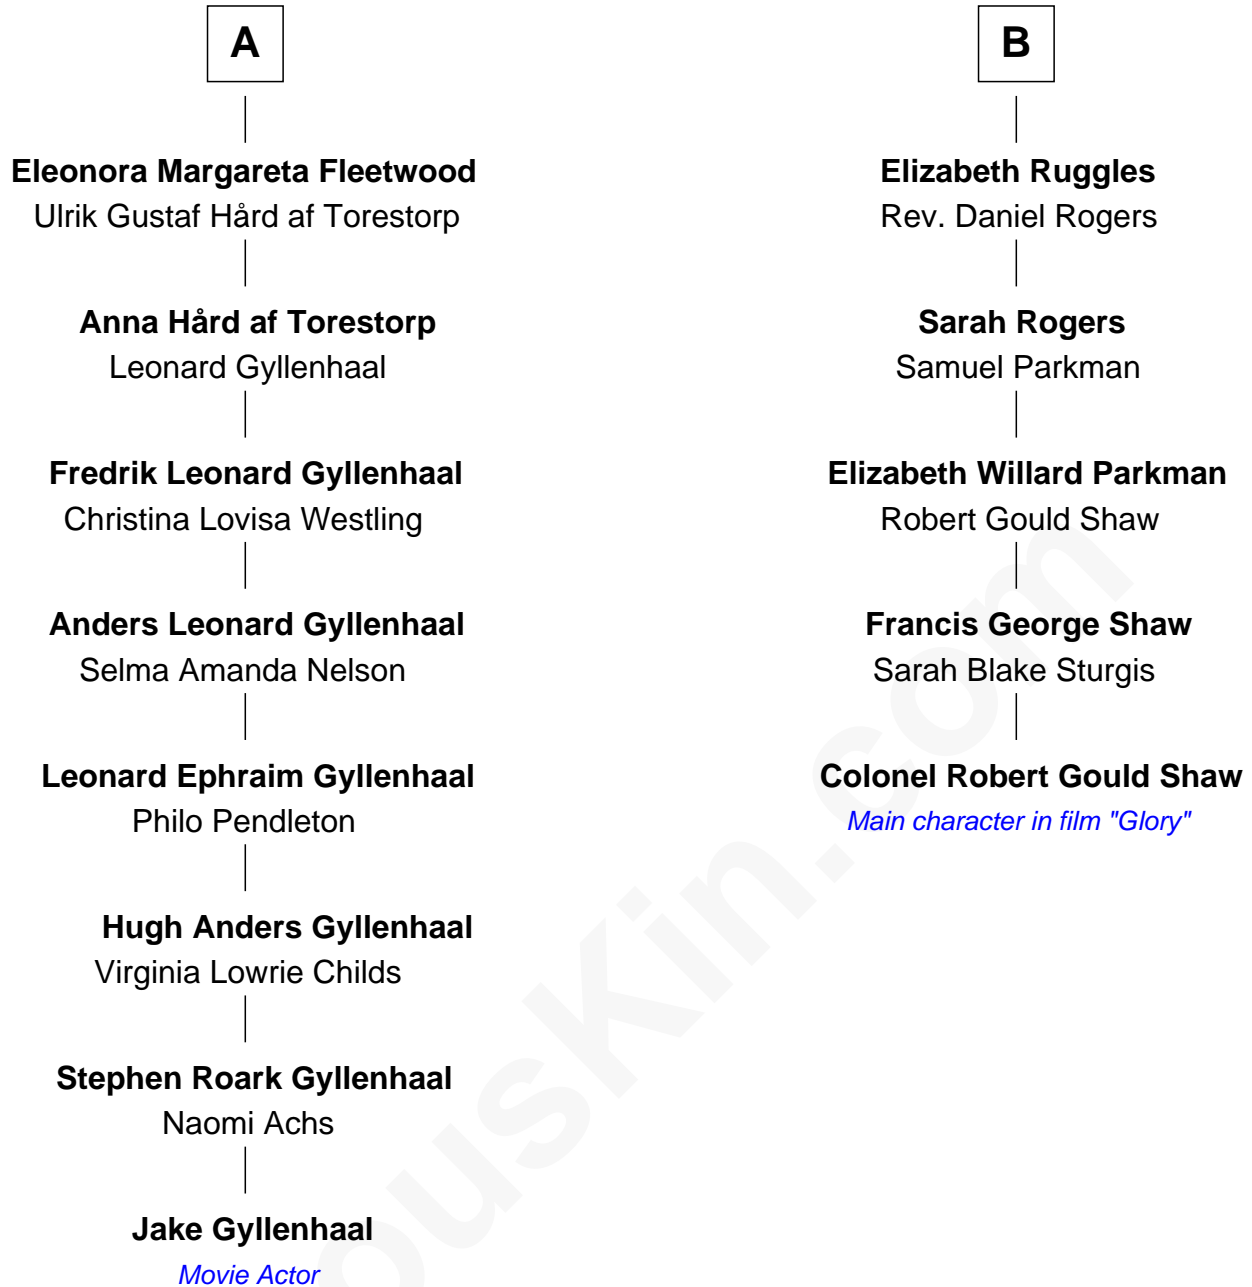 A
Eleonora Margareta Fleetwood
Ulrik Gustaf Hård af Torestorp
Anna Hård af Torestorp
Leonard Gyllenhaal
Fredrik Leonard Gyllenhaal
Christina Lovisa Westling
Anders Leonard Gyllenhaal
Selma Amanda Nelson
Leonard Ephraim Gyllenhaal
Philo Pendleton
Hugh Anders Gyllenhaal
Virginia Lowrie Childs
Stephen Roark Gyllenhaal
Naomi Achs
Jake Gyllenhaal
Movie Actor
B
Elizabeth Ruggles
Rev. Daniel Rogers
Sarah Rogers
Samuel Parkman
Elizabeth Willard Parkman
Robert Gould Shaw
Francis George Shaw
Sarah Blake Sturgis
Colonel Robert Gould Shaw
Main character in film "Glory"
ousKin.com